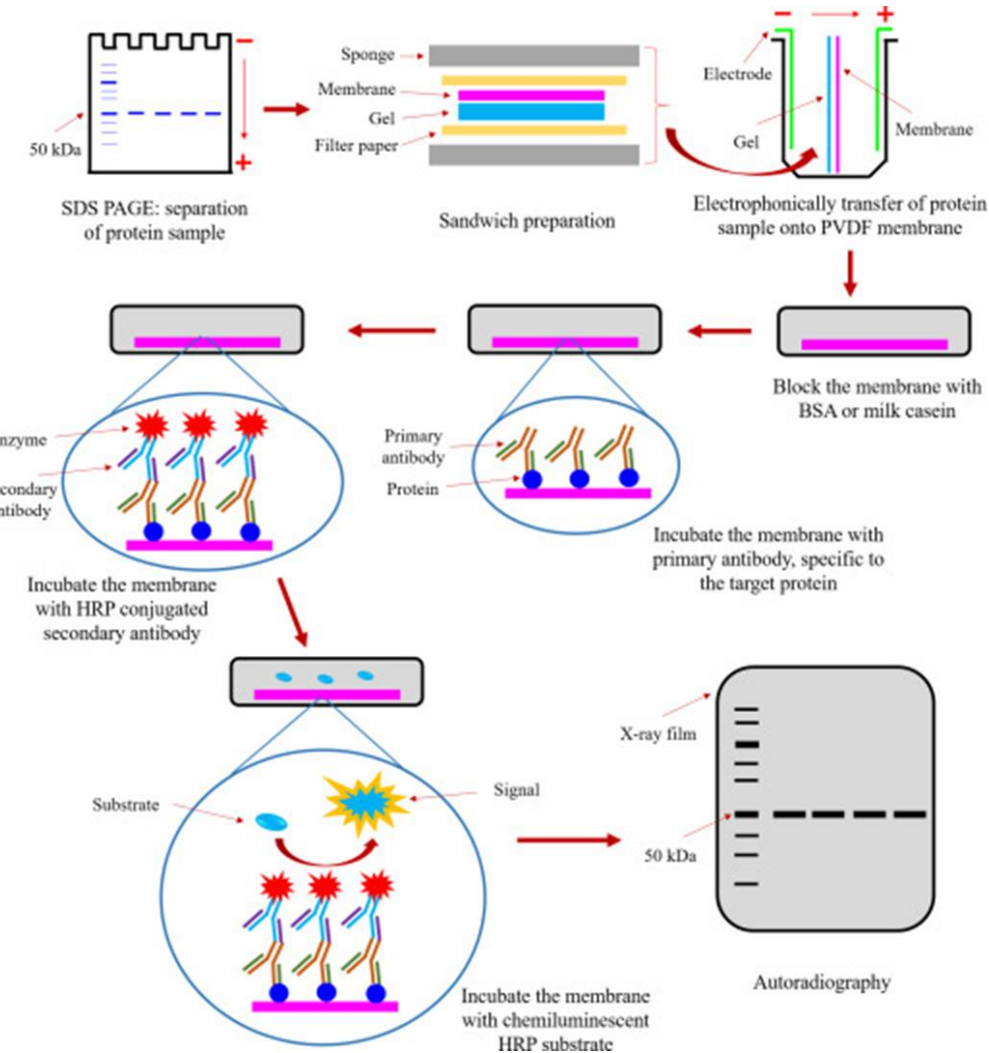 50 kDa
SDS PAGE: separation
of protein sample
Sponge
Membrane
Gel
Filter paper
Sandwich preparation
− +
Electrode
Gel
Membrane
Electrophonically transfer of protein
sample onto PVDF membrane
− 
+
Block the membrane with
BSA or milk casein
Primary
antibody
Protein
Incubate the membrane with
primary antibody, specific to
the target protein
nzyme
condary
ntibody
Incubate the membrane
with HRP conjugated
secondary antibody
Substrate
Signal
Incubate the membrane
with chemiluminescent
HRP substrate
X-ray film
50 kDa
Autoradiography